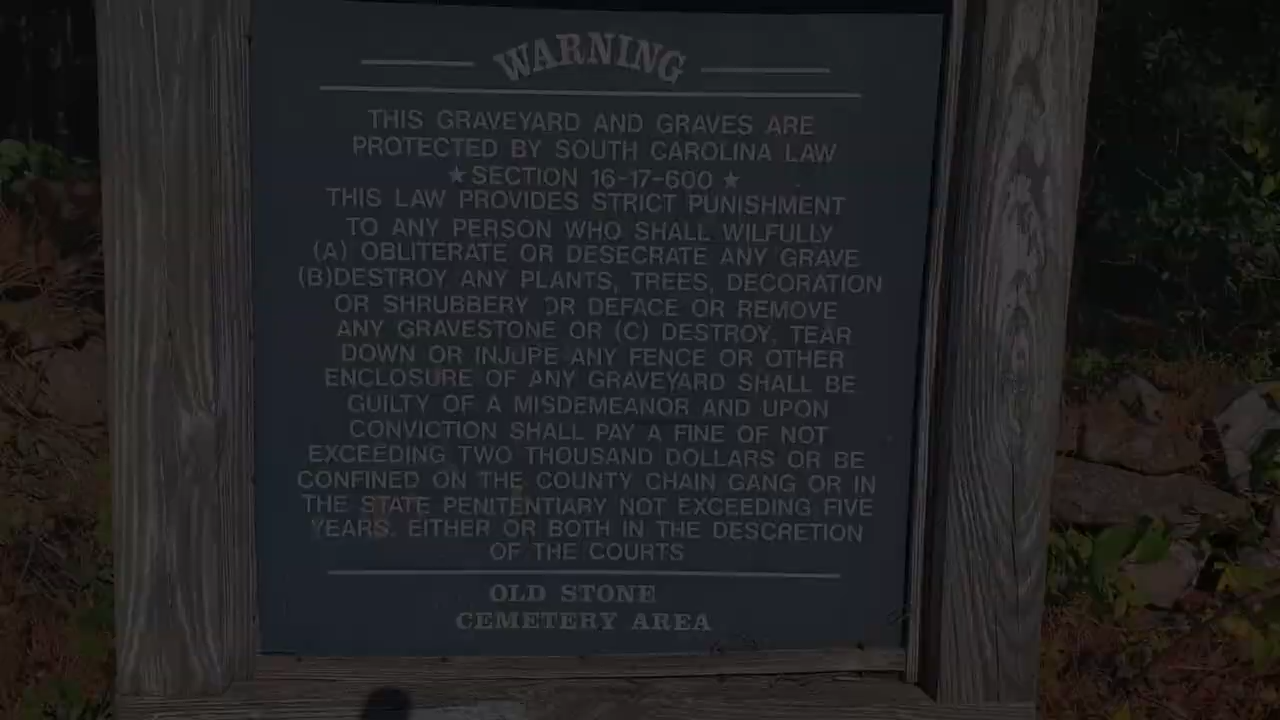 WARNING
THIS GRAVEYARD AND GRAVES ARE
PROTECTED BY SOUTH CAROLINA LAW
★ SECTION 16-17-600 ★
THIS LAW PROVIDES STRICT PUNISHMENT
TO ANY PERSON WHO SHALL WILFULLY
(A) OBLITERATE OR DESECRATE ANY GRAVE
(B)DESTROY ANY PLANTS, TREES, DECORATION
OR SHRUBBERY OR DEFACE OR REMOVE
ANY GRAVESTONE OR (C) DESTROY, TEAR
DOWN OR INJURE ANY FENCE OR OTHER
ENCLOSURE OF ANY GRAVEYARD SHALL BE
GUILTY OF A MISDEMEANOR AND UPON
CONVICTION SHALL PAY A FINE OF NOT
EXCEEDING TWO THOUSAND DOLLARS OR BE
CONFINED ON THE COUNTY CHAIN GANG OR IN
THE STATE PENITENTIARY NOT EXCEEDING FIVE
YEARS. EITHER OR BOTH IN THE DESCRETION
OF THE COURTS
OLD STONE
CEMETERY AREA